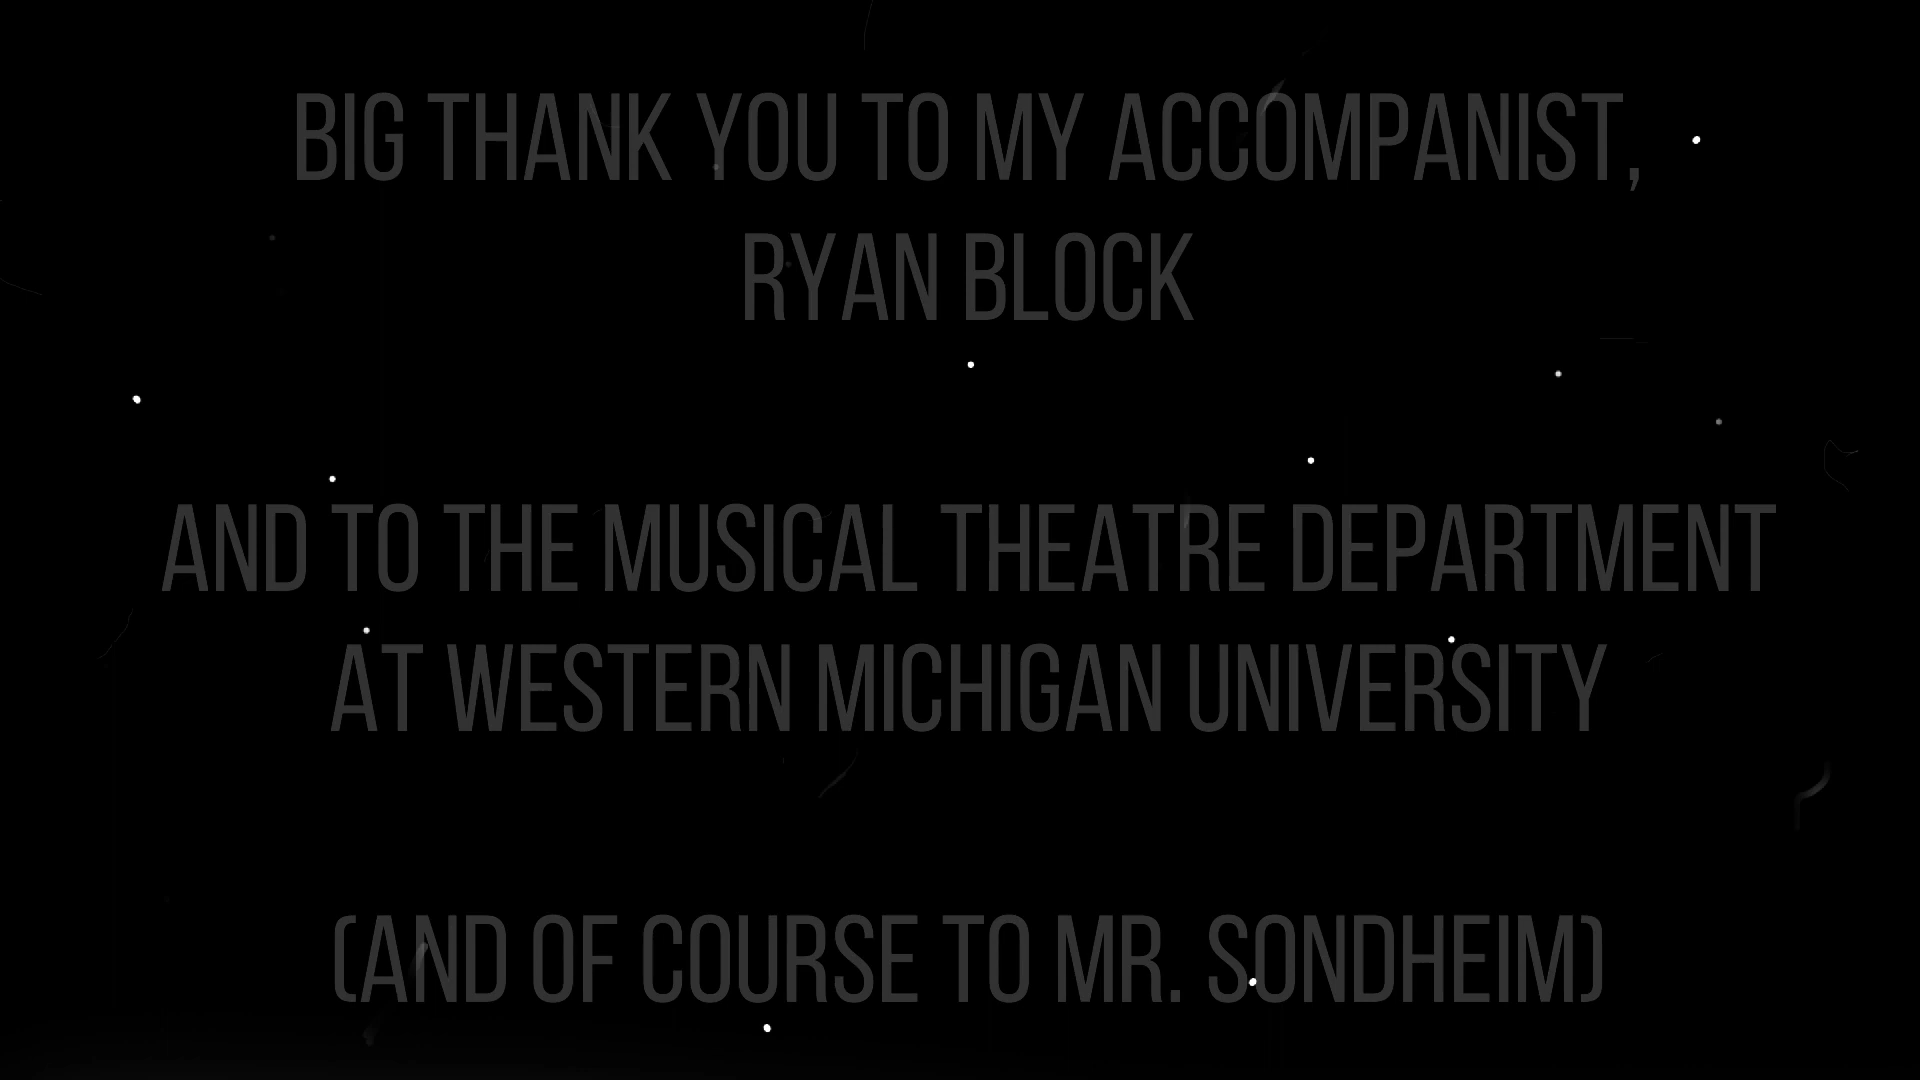 BIG THANK YOU TO MY ACCOMPANIST,
RYAN BLOCK
AND TO THE MUSICAL THEATRE DEPARTMENT
AT WESTERN MICHIGAN UNIVERSITY
(AND OF COURSE TO MR. SONDHEIM)